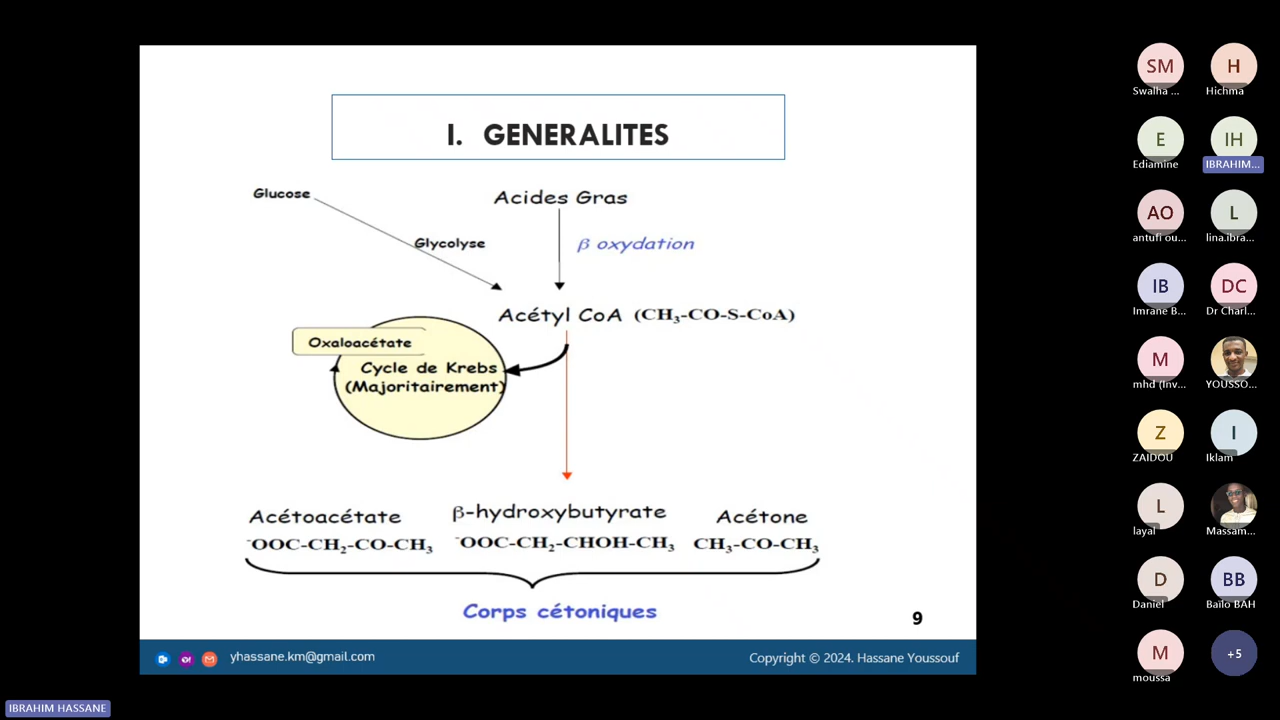 I. GENERALITES
Glucose
Acides Gras
Glycolyse
β oxydation
Acétyl CoA (CH₃-CO-S-CoA)
Oxaloacétate
Cycle de Krebs
(Majoritairement)
Acétoacétate
β-hydroxybutyrate
Acétone
⁻OOC-CH₂-CO-CH₃
⁻OOC-CH₂-CHOH-CH₃
CH₃-CO-CH₃
Corps cétoniques
9
yhassane.km@gmail.com
Copyright © 2024. Hassane Youssouf
IBRAHIM HASSANE
SM
H
Swalha ...
Hichma
E
IH
Ediamine
IBRAHIM...
AO
L
antufi ou...
lina.ibra...
IB
DC
Imrane B...
Dr Charl...
M
mhd (Inv...
YOUSSO...
Z
I
ZAIDOU
Iklam
L
layal
Massam...
D
BB
Daniel
Bailo BAH
M
+5
moussa